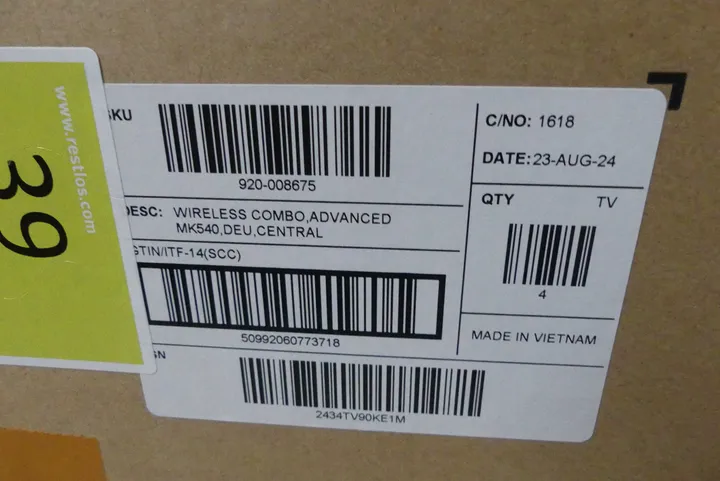 www.restlos.com
39
SKU
920-008675
DESC: WIRELESS COMBO,ADVANCED
MK540,DEU,CENTRAL
GTIN/ITF-14(SCC)
50992060773718
SN
2434TV90KE1M
C/NO: 1618
DATE:23-AUG-24
QTY TV
4
MADE IN VIETNAM